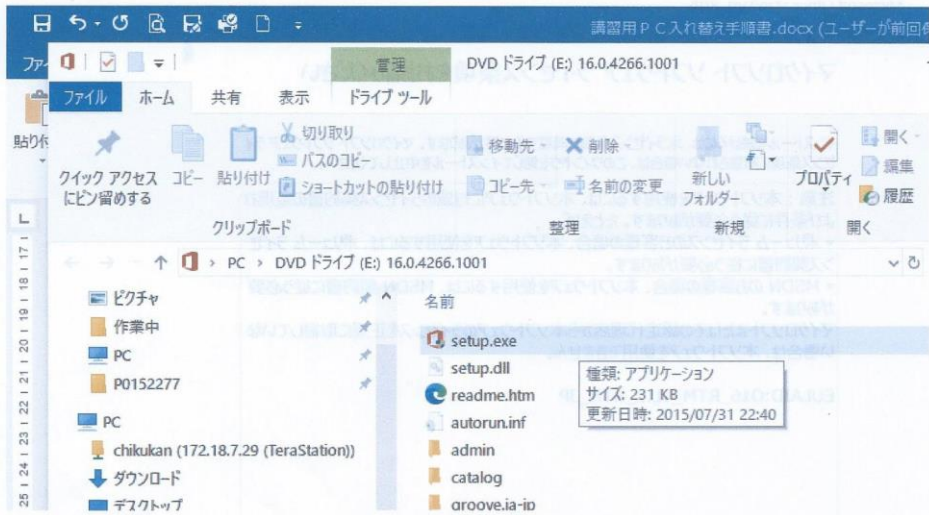 講習用ＰＣ入れ替え手順書.docx (ユーザーが前回保
ファ
管理
DVD ドライブ (E:) 16.0.4266.1001
ファイル ホーム 共有 表示 ドライブ ツール
貼り付
クイック アクセス
にピン留めする
コピー
貼り付け
切り取り
パスのコピー
ショートカットの貼り付け
クリップボード
移動先
コピー先
削除
名前の変更
整理
新しい
フォルダー
新規
プロパティ
開く
編集
履歴
開く
PC › DVD ドライブ (E:) 16.0.4266.1001
ピクチャ
作業中
PC
P0152277
PC
chikukan (172.18.7.29 (TeraStation))
ダウンロード
デスクトップ
名前
setup.exe
setup.dll
readme.htm
autorun.inf
admin
catalog
groove.ja-jp
種類: アプリケーション
サイズ: 231 KB
更新日時: 2015/07/31 22:40
17
18
19
20
21
22
23
24
25